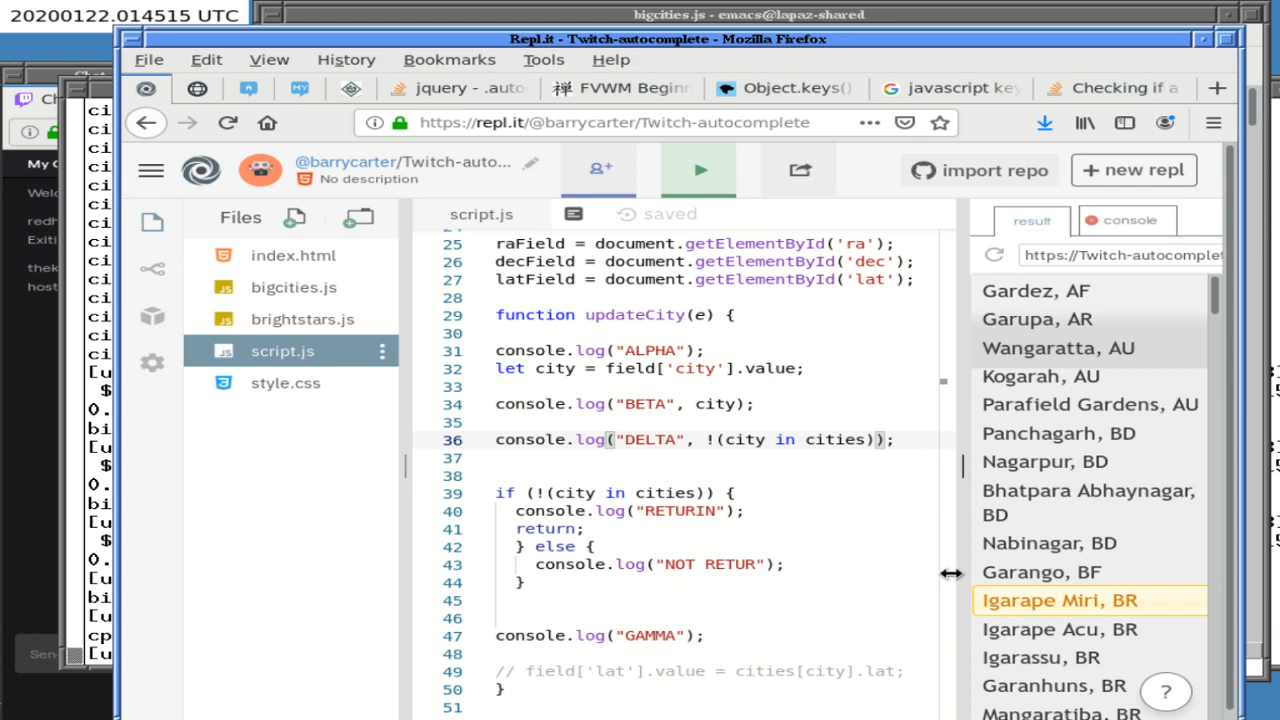 20200122.014515 UTC
bigcities.js - emacs@lapaz-shared
Repl.it - Twitch-autocomplete - Mozilla Firefox
File Edit View History Bookmarks Tools Help
jquery - .auto
禅 FVWM Beginn
Object.keys()
javascript key
Checking if a
https://repl.it/@barrycarter/Twitch-autocomplete
@barrycarter/Twitch-auto...
No description
import repo
+ new repl
Files
index.html
bigcities.js
brightstars.js
script.js
style.css
script.js
saved
25 raField = document.getElementById('ra');
26 decField = document.getElementById('dec');
27 latField = document.getElementById('lat');
28
29 function updateCity(e) {
30
31 console.log("ALPHA");
32 let city = field['city'].value;
33
34 console.log("BETA", city);
35
36 console.log("DELTA", !(city in cities));
37
38
39 if (!(city in cities)) {
40 console.log("RETURIN");
41 return;
42 } else {
43 console.log("NOT RETUR");
44 }
45
46
47 console.log("GAMMA");
48
49 // field['lat'].value = cities[city].lat;
50 }
51
result
console
https://Twitch-autocomplet
Gardez, AF
Garupa, AR
Wangaratta, AU
Kogarah, AU
Parafield Gardens, AU
Panchagarh, BD
Nagarpur, BD
Bhatpara Abhaynagar,
BD
Nabinagar, BD
Garango, BF
Igarape Miri, BR
Igarape Acu, BR
Igarassu, BR
Garanhuns, BR
Mangaratiba, BR
?